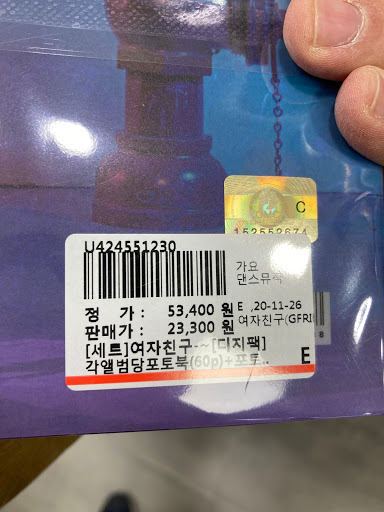 C
152552674
U424551230
가요
댄스뮤직
정 가 : 53,400 원
E ,20-11-26
판매가 : 23,300 원
여자친구(GFRI
[세트]여자친구-~[디지팩]
각앨범당포토북(60p)+포토...
E
8